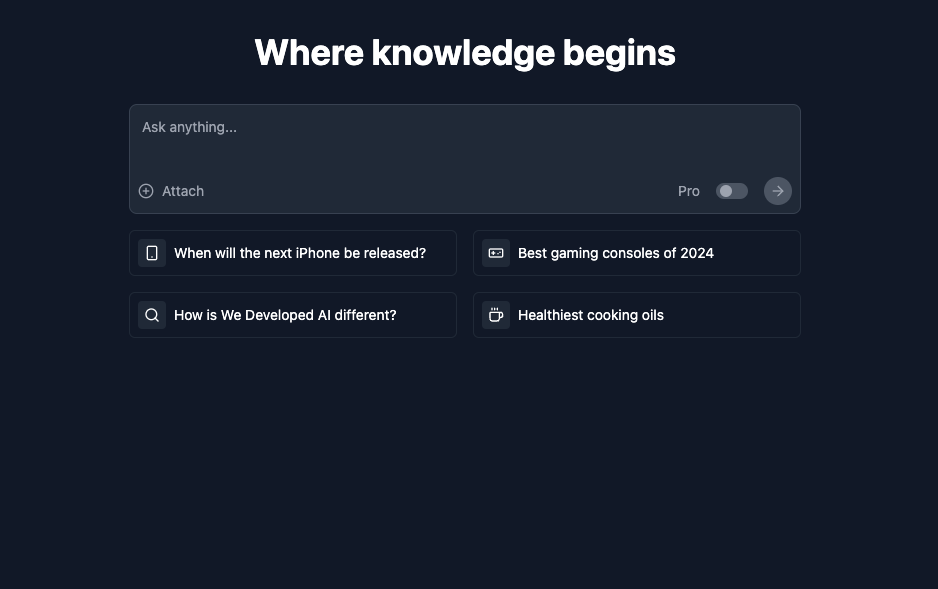 Where knowledge begins
Ask anything...
Attach
Pro
When will the next iPhone be released?
Best gaming consoles of 2024
How is We Developed AI different?
Healthiest cooking oils